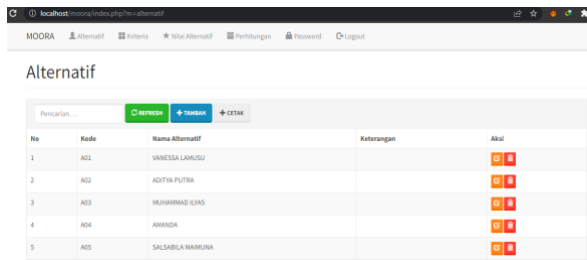 localhost/moora/index.php?m=alternatif
MOORA Alternatif Kriteria Nilai Alternatif Perhitungan Password Logout
Alternatif
Pencarian... REFRESH TAMBAH CETAK
No Kode Nama Alternatif Keterangan Aksi
1 A01 VANESSA LAMUSU
2 A02 ADITYA PUTRA
3 A03 MUHAMMAD ILYAS
4 A04 AMANDA
5 A05 SALSABILA MAIMUNA